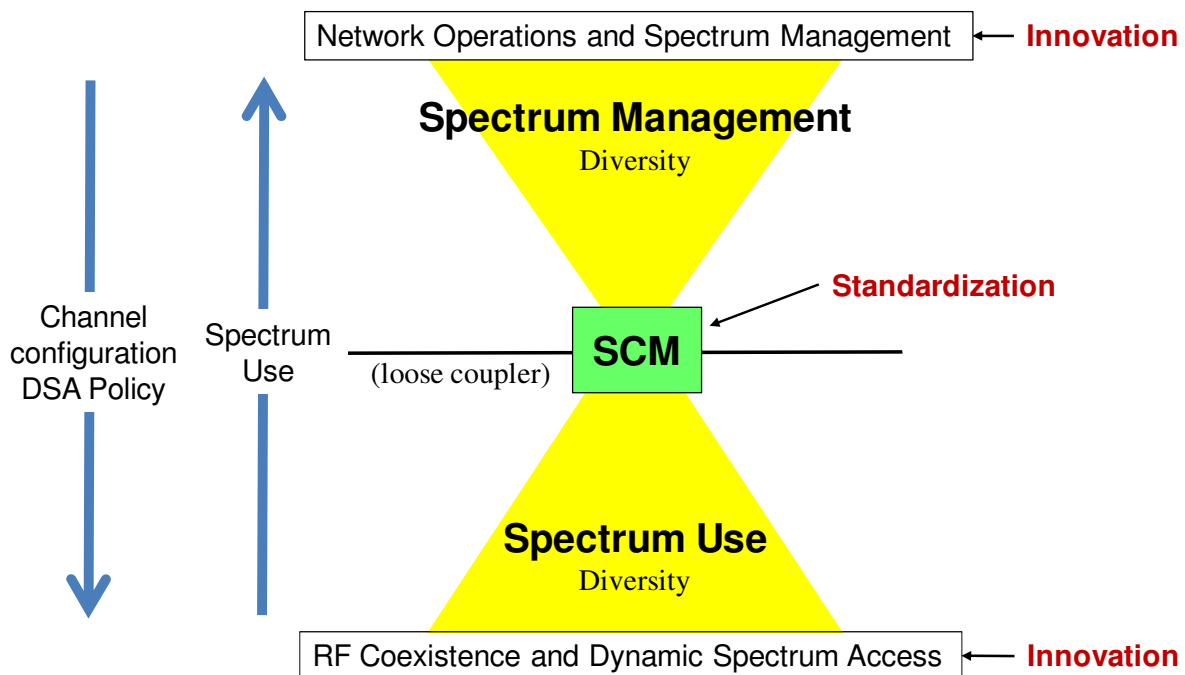 Network Operations and Spectrum Management
Innovation
Spectrum Management
Diversity
Standardization
Channel
configuration
DSA Policy
Spectrum
Use
SCM
(loose coupler)
Spectrum Use
Diversity
RF Coexistence and Dynamic Spectrum Access
Innovation